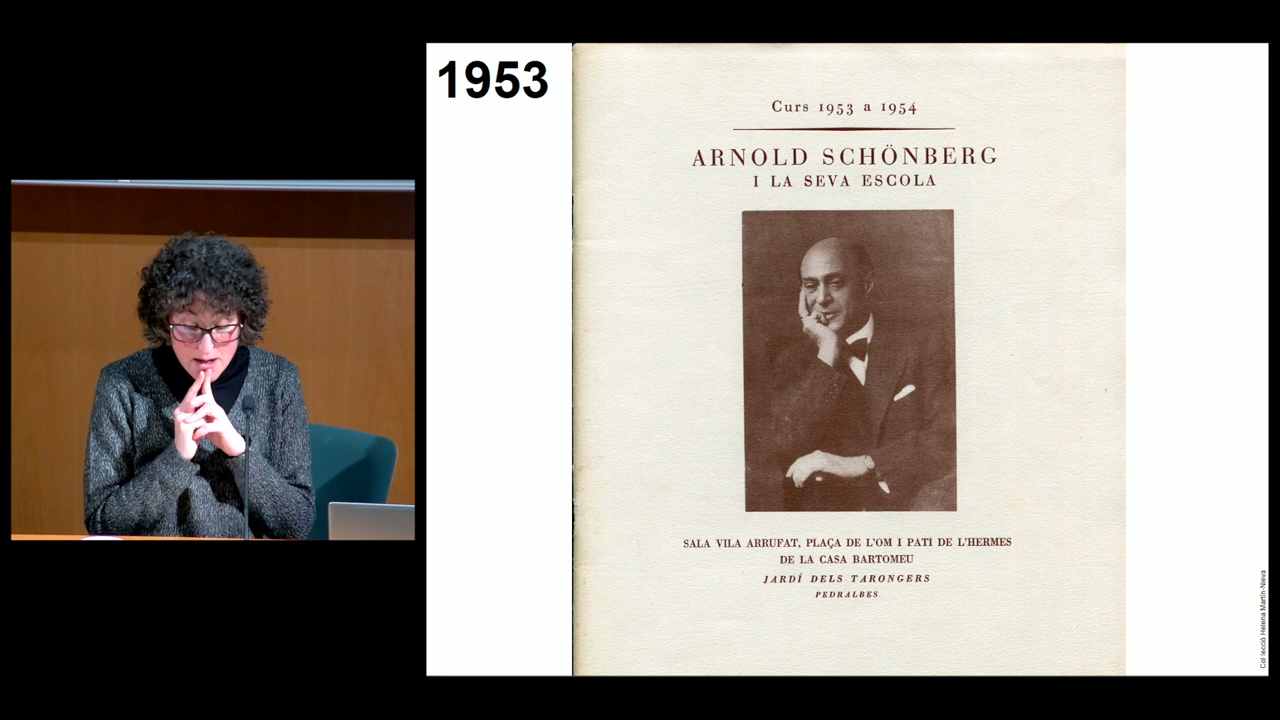 1953
Curs 1953 a 1954
ARNOLD SCHÖNBERG
I LA SEVA ESCOLA
SALA VILA ARRUFAT, PLAÇA DE L'OM I PATI DE L'HERMES
DE LA CASA BARTOMEU
JARDÍ DELS TARONGERS
PEDRALBES
Col·lecció Helena Martín-Nieva